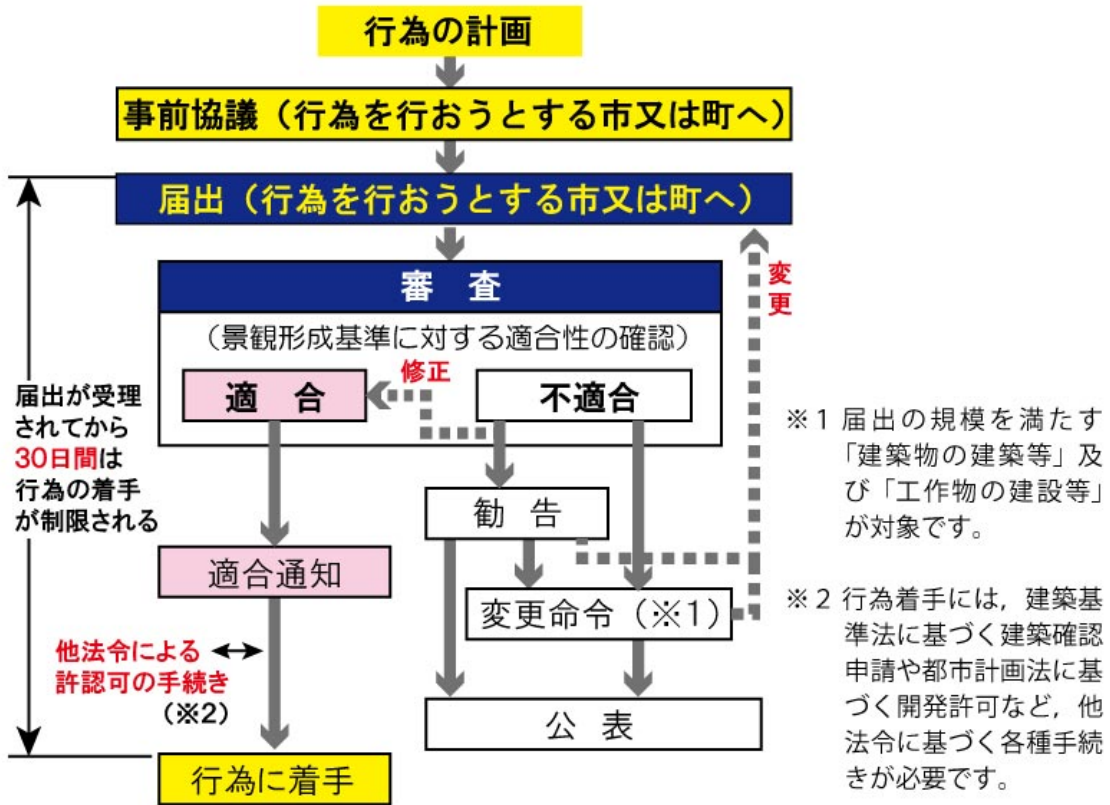 行為の計画
事前協議（行為を行おうとする市又は町へ）
届出（行為を行おうとする市又は町へ）
審　査
（景観形成基準に対する適合性の確認）
適　合
修正
不適合
変
更
届出が受理
されてから
30日間は
行為の着手
が制限される
勧　告
適合通知
変更命令（※1）
他法令による
許認可の手続き
（※2）
公　表
行為に着手
※１ 届出の規模を満たす
「建築物の建築等」及
び「工作物の建設等」
が対象です。
※２ 行為着手には，建築基
準法に基づく建築確認
申請や都市計画法に基
づく開発許可など，他
法令に基づく各種手続
きが必要です。